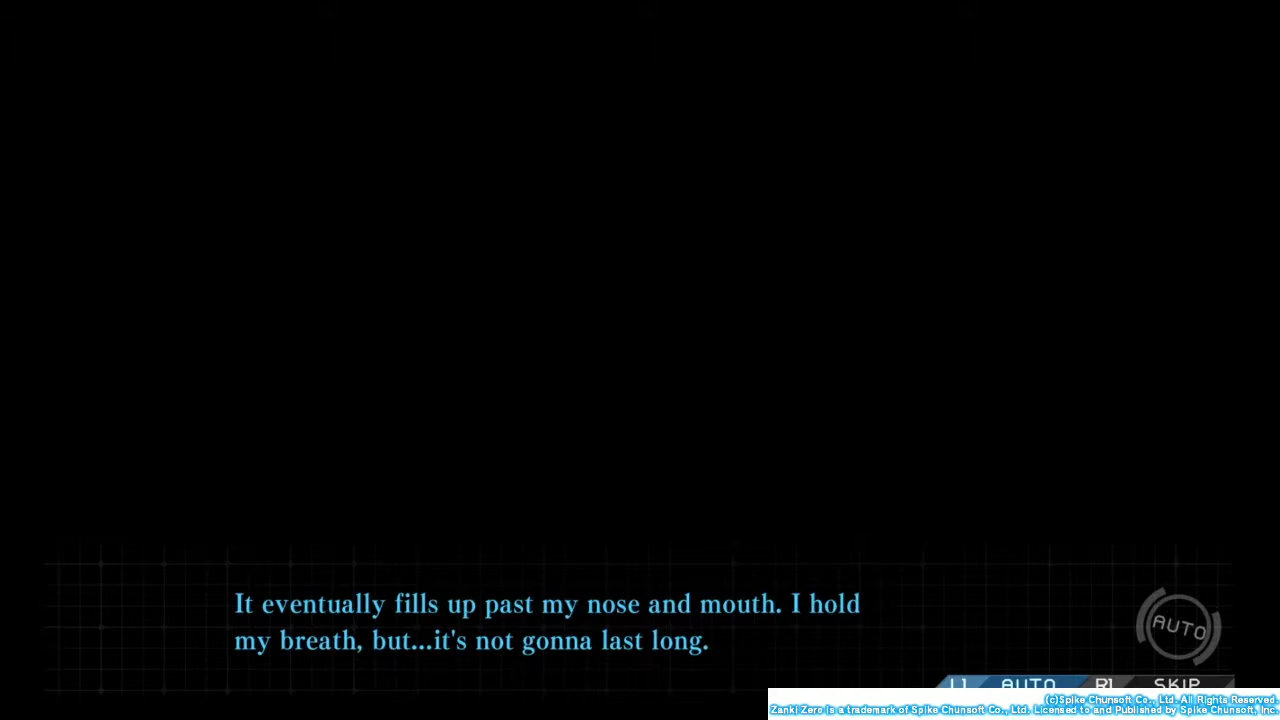 It eventually fills up past my nose and mouth. I hold
my breath, but...it's not gonna last long.
AUTO
L1 AUTO R1 SKIP
(c)Spike Chunsoft Co., Ltd. All Rights Reserved.
Zanki Zero is a trademark of Spike Chunsoft Co., Ltd. Licensed to and Published by Spike Chunsoft, Inc.